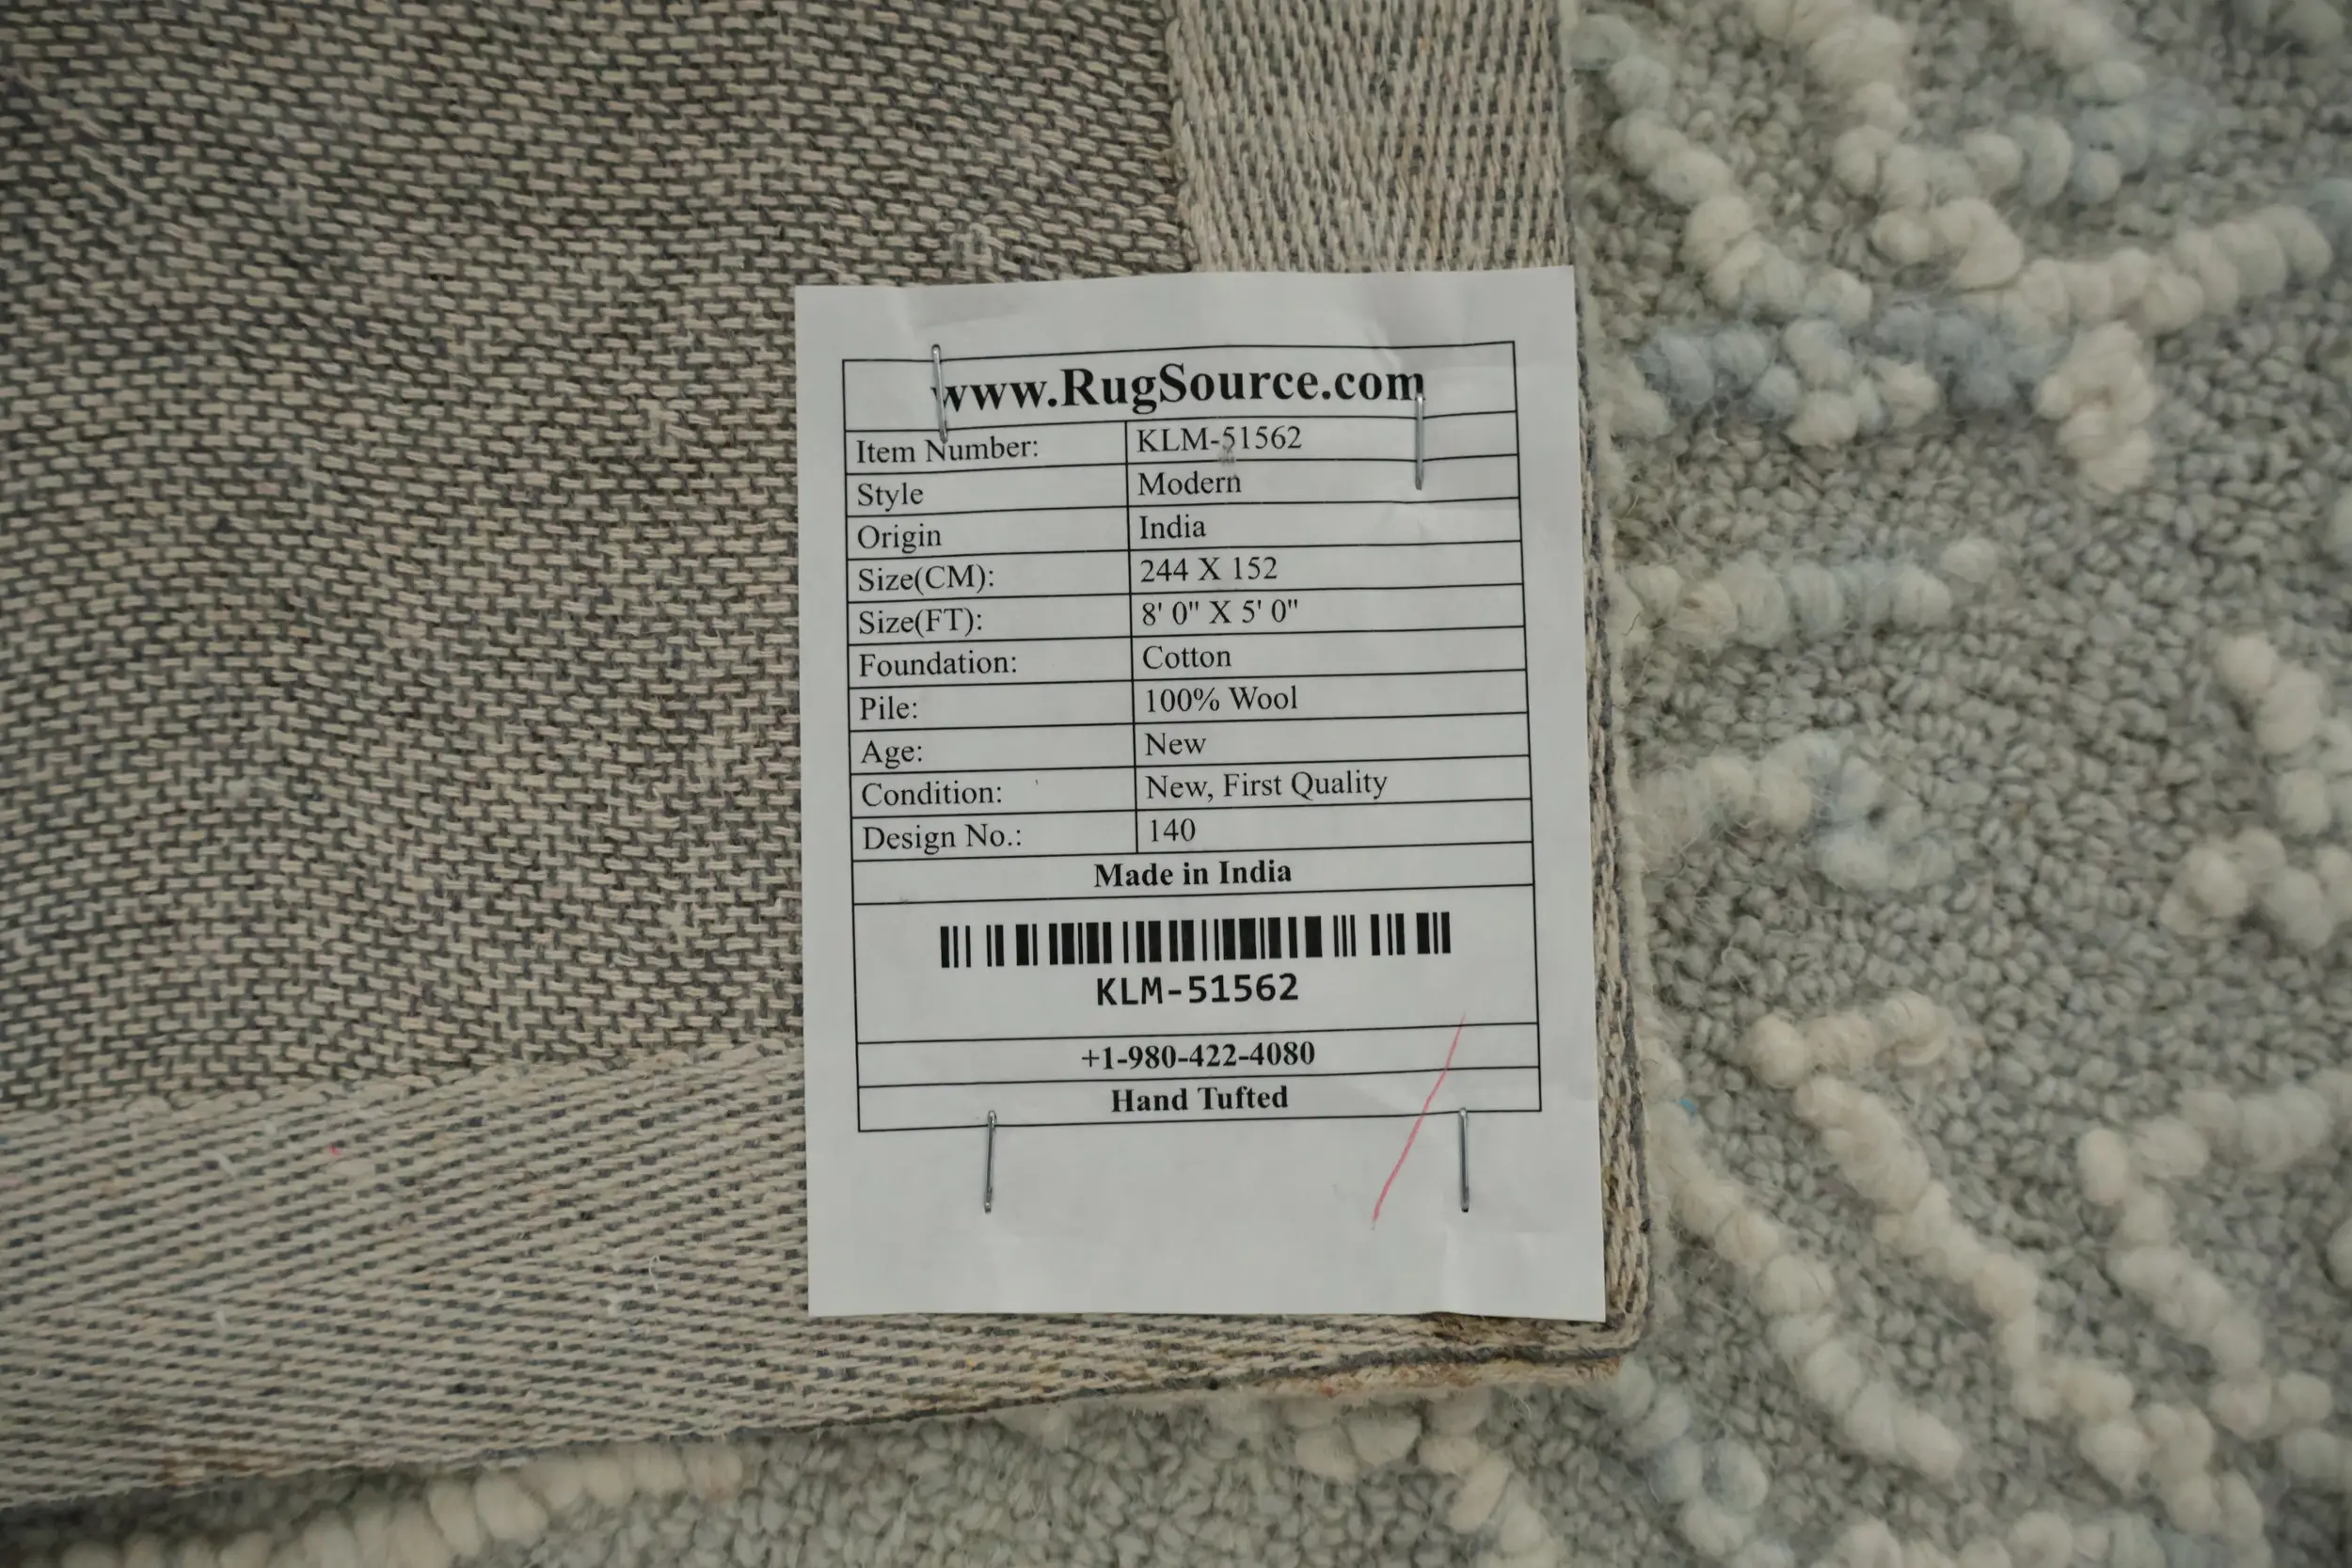 www.RugSource.com
Item Number: KLM-51562
Style Modern
Origin India
Size(CM): 244 X 152
Size(FT): 8' 0" X 5' 0"
Foundation: Cotton
Pile: 100% Wool
Age: New
Condition: New, First Quality
Design No.: 140
Made in India
KLM-51562
+1-980-422-4080
Hand Tufted